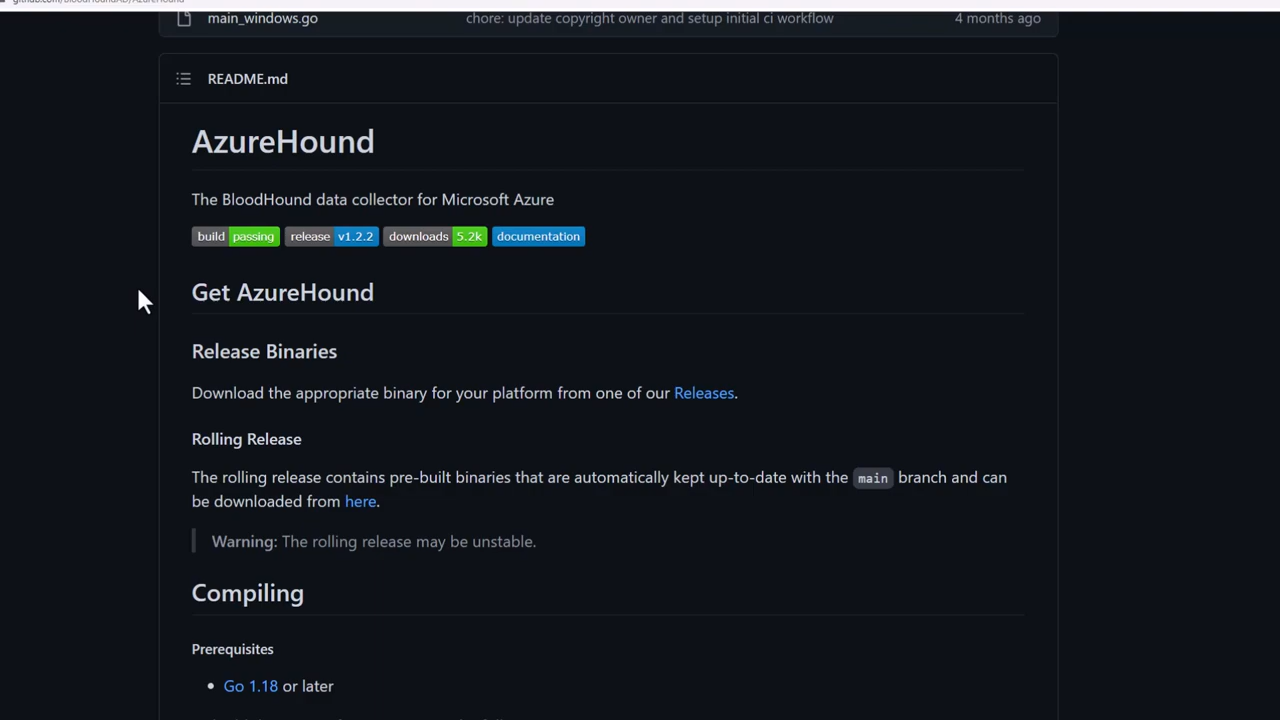 github.com/BloodHoundAD/AzureHound
main_windows.go chore: update copyright owner and setup initial ci workflow 4 months ago
README.md
AzureHound
The BloodHound data collector for Microsoft Azure
build passing release v1.2.2 downloads 5.2k documentation
Get AzureHound
Release Binaries
Download the appropriate binary for your platform from one of our Releases.
Rolling Release
The rolling release contains pre-built binaries that are automatically kept up-to-date with the main branch and can
be downloaded from here.
Warning: The rolling release may be unstable.
Compiling
Prerequisites
Go 1.18 or later